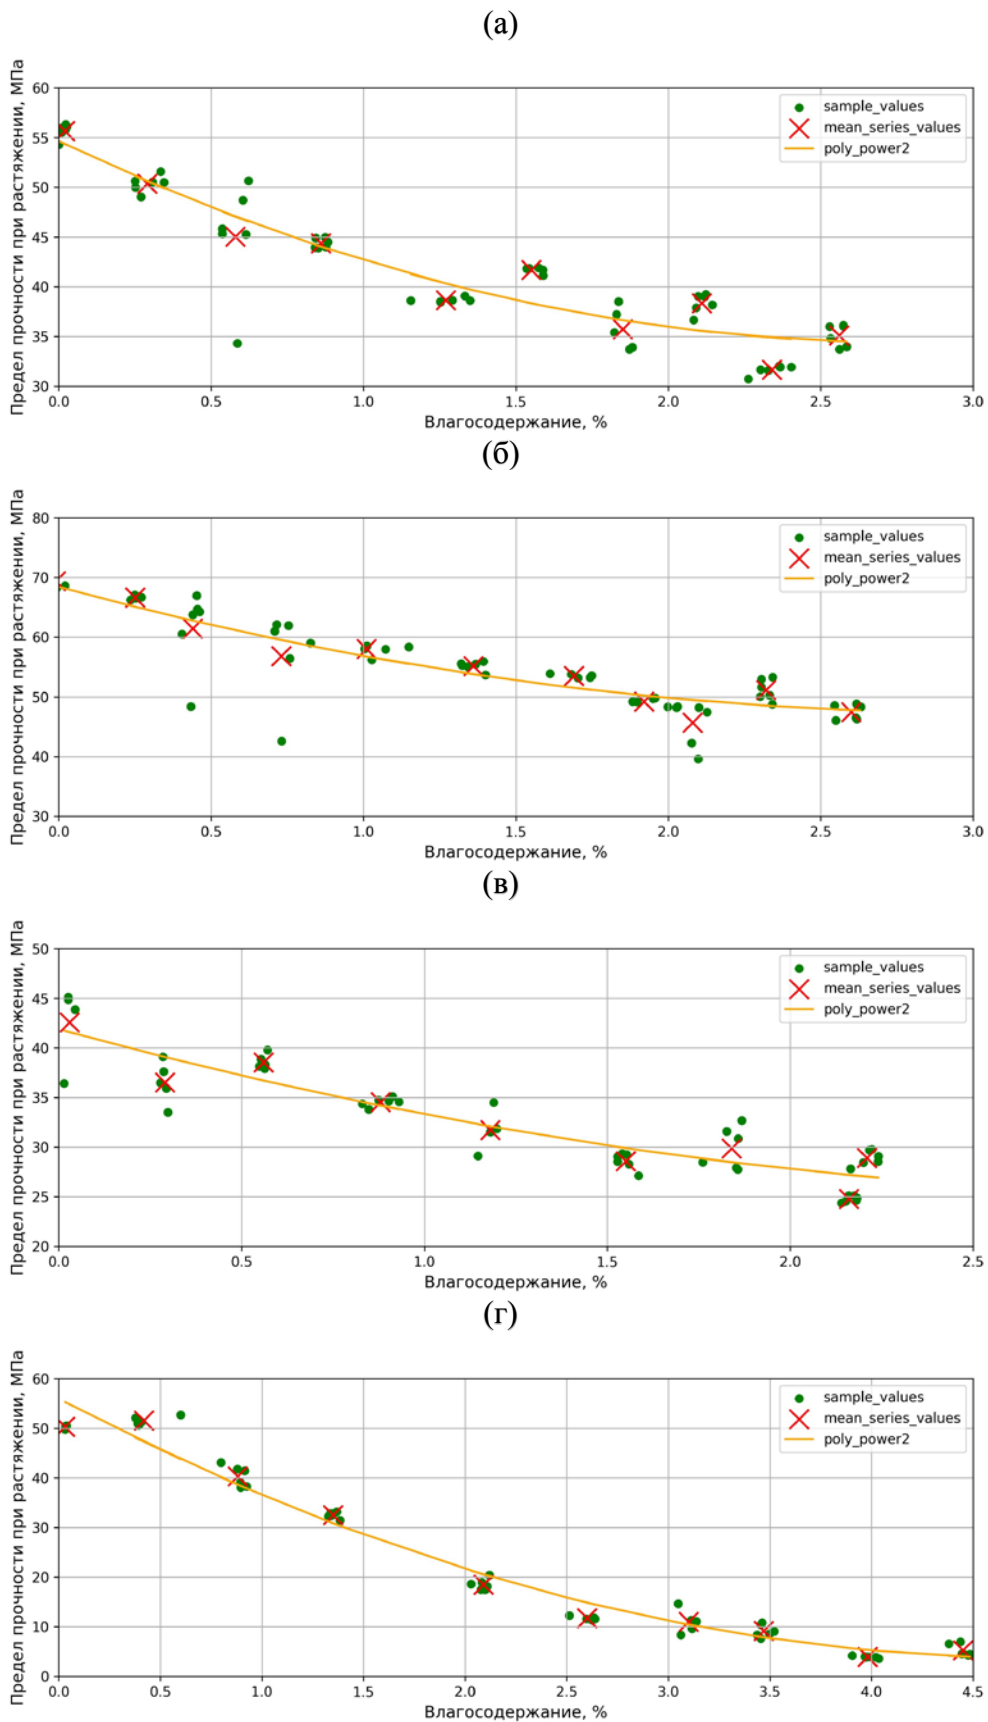 (а)
Предел прочности при растяжении, МПа
60
55
50
45
40
35
30
sample_values
mean_series_values
poly_power2
0.0 0.5 1.0 1.5 2.0 2.5 3.0
Влагосодержание, %
(б)
Предел прочности при растяжении, МПа
80
70
60
50
40
30
sample_values
mean_series_values
poly_power2
0.0 0.5 1.0 1.5 2.0 2.5 3.0
Влагосодержание, %
(в)
Предел прочности при растяжении, МПа
50
45
40
35
30
25
20
sample_values
mean_series_values
poly_power2
0.0 0.5 1.0 1.5 2.0 2.5
Влагосодержание, %
(г)
Предел прочности при растяжении, МПа
60
50
40
30
20
10
0
sample_values
mean_series_values
poly_power2
0.0 0.5 1.0 1.5 2.0 2.5 3.0 3.5 4.0 4.5
Влагосодержание, %